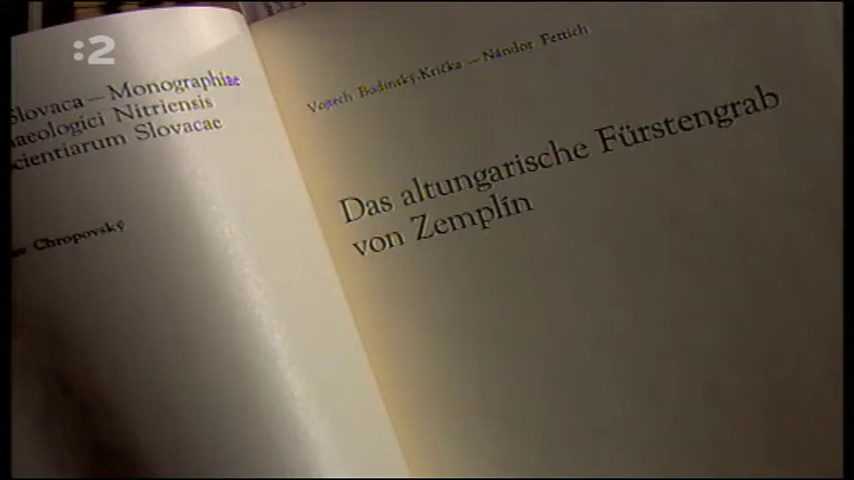 :2
Slovaca – Monographiae
aeologici Nitriensis
cientiarum Slovacae
Chropovský
Vojtech Budinský-Krička – Nándor Fettich
Das altungarische Fürstengrab
von Zemplín